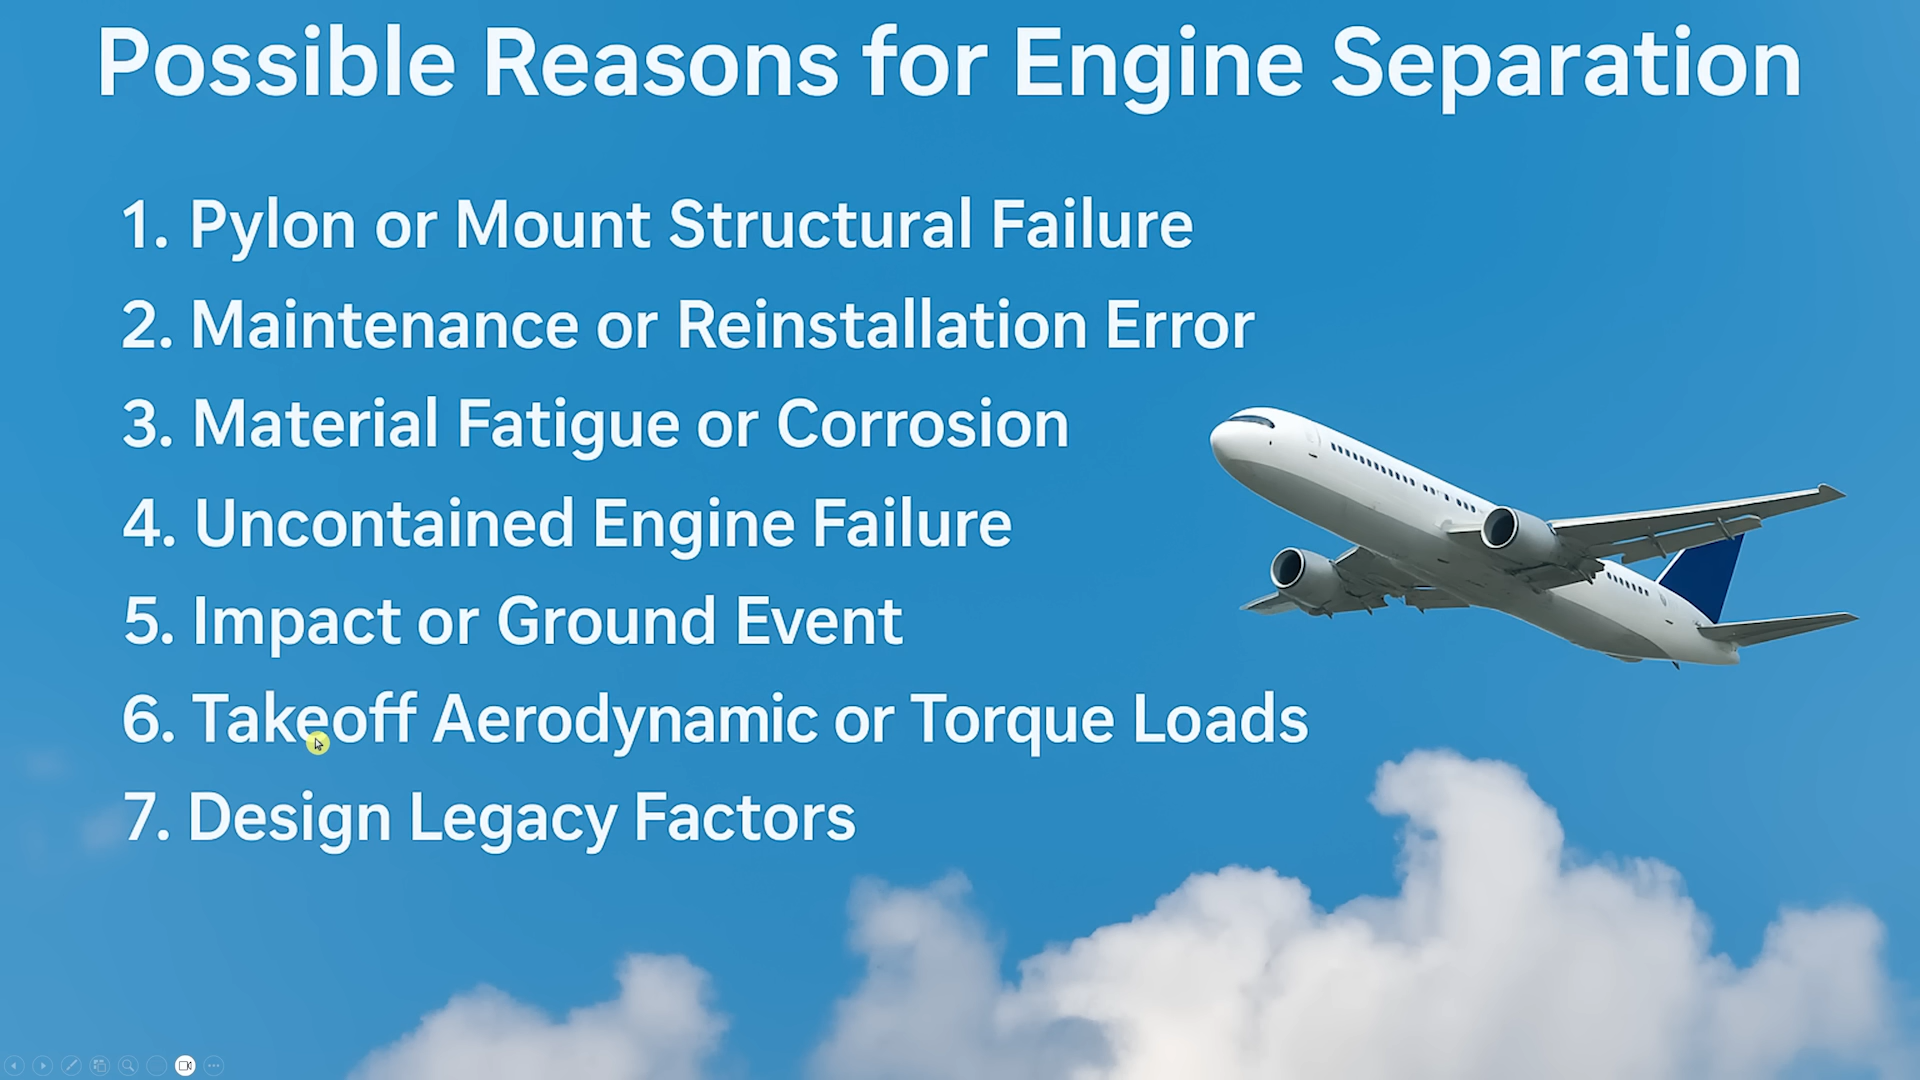 Possible Reasons for Engine Separation
1. Pylon or Mount Structural Failure
2. Maintenance or Reinstallation Error
3. Material Fatigue or Corrosion
4. Uncontained Engine Failure
5. Impact or Ground Event
6. Takeoff Aerodynamic or Torque Loads
7. Design Legacy Factors